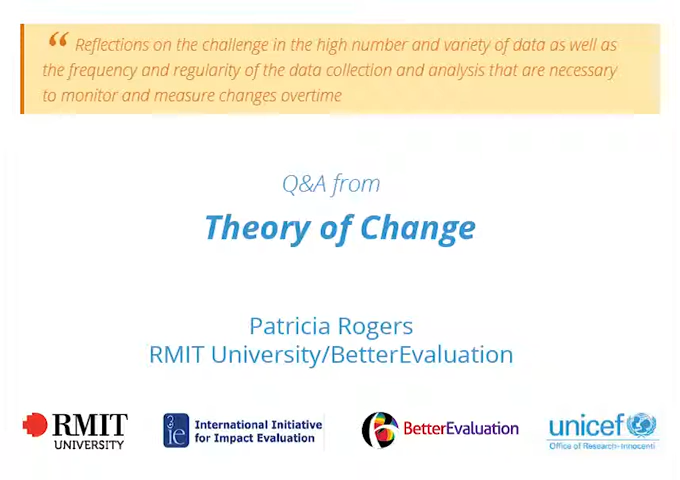 “ Reflections on the challenge in the high number and variety of data as well as
the frequency and regularity of the data collection and analysis that are necessary
to monitor and measure changes overtime
Q&A from
Theory of Change
Patricia Rogers
RMIT University/BetterEvaluation
RMIT
UNIVERSITY
3ie
International Initiative
for Impact Evaluation
BetterEvaluation
unicef
Office of Research-Innocenti